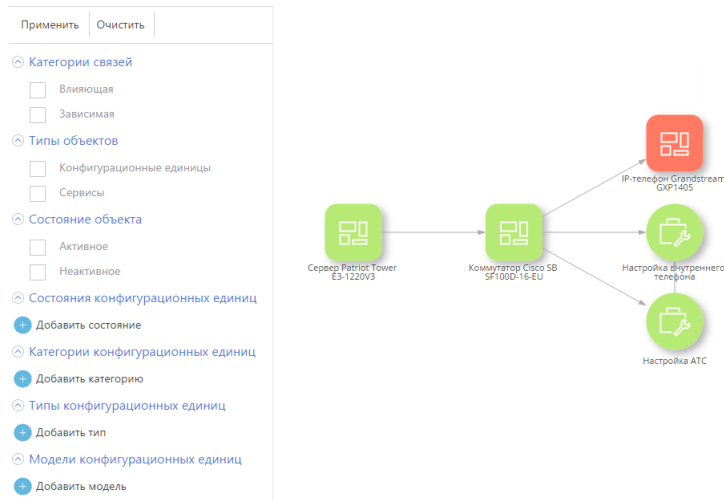 Применить
Очистить
Категории связей
Влияющая
Зависимая
Типы объектов
Конфигурационные единицы
Сервисы
Состояние объекта
Активное
Неактивное
Состояния конфигурационных единиц
Добавить состояние
Категории конфигурационных единиц
Добавить категорию
Типы конфигурационных единиц
Добавить тип
Модели конфигурационных единиц
Добавить модель
Сервер Patriot Tower
E3-1220V3
Коммутатор Cisco SB
SF100D-16-EU
IP-телефон Grandstream
GXP1405
Настройка внутреннего
телефона
Настройка АТС